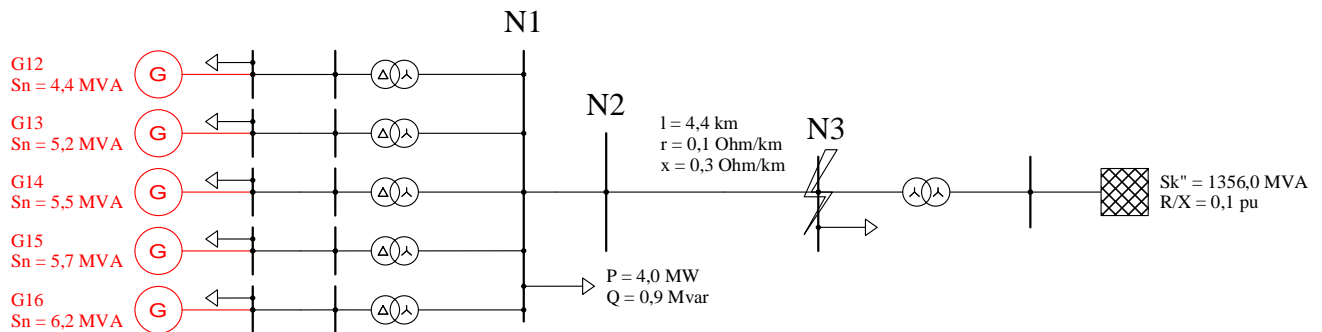 N1
G12
Sn = 4,4 MVA
G
G13
Sn = 5,2 MVA
G
N2
l = 4,4 km
r = 0,1 Ohm/km
x = 0,3 Ohm/km
N3
G14
Sn = 5,5 MVA
G
Sk" = 1356,0 MVA
R/X = 0,1 pu
G15
Sn = 5,7 MVA
G
P = 4,0 MW
Q = 0,9 Mvar
G16
Sn = 6,2 MVA
G